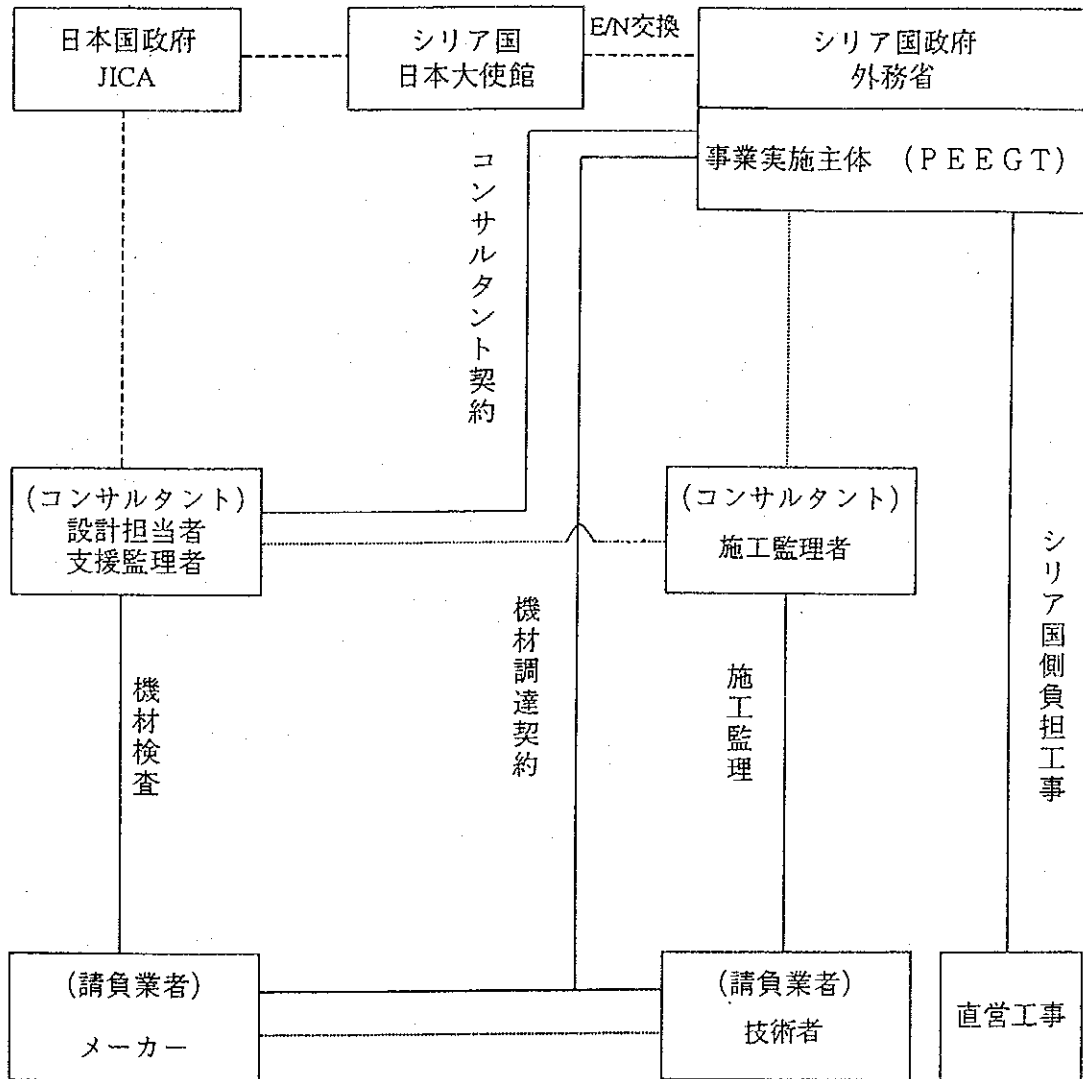 日本国政府
JICA
シリア国
日本大使館
E/N交換
シリア国政府
外務省
事業実施主体 (PEEGT)
コンサルタント契約
(コンサルタント)
設計担当者
支援監理者
(コンサルタント)
施工監理者
機材検査
機材調達契約
施工監理
シリア国側負担工事
(請負業者)
メーカー
(請負業者)
技術者
直営工事